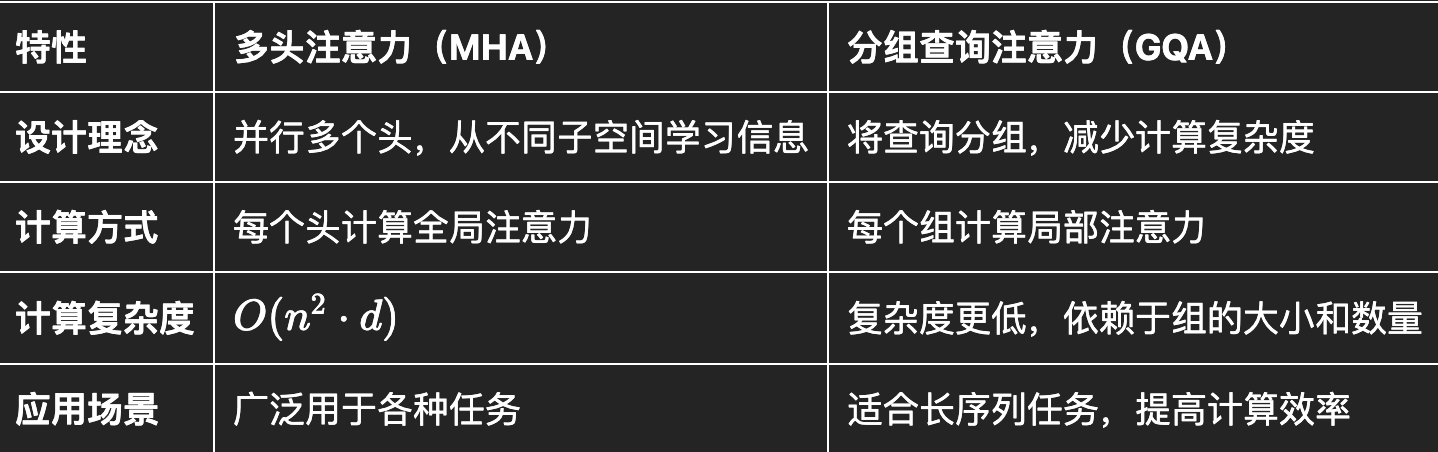 特性 多头注意力（MHA） 分组查询注意力（GQA）
设计理念 并行多个头，从不同子空间学习信息 将查询分组，减少计算复杂度
计算方式 每个头计算全局注意力 每个组计算局部注意力
计算复杂度 O(n² · d) 复杂度更低，依赖于组的大小和数量
应用场景 广泛用于各种任务 适合长序列任务，提高计算效率